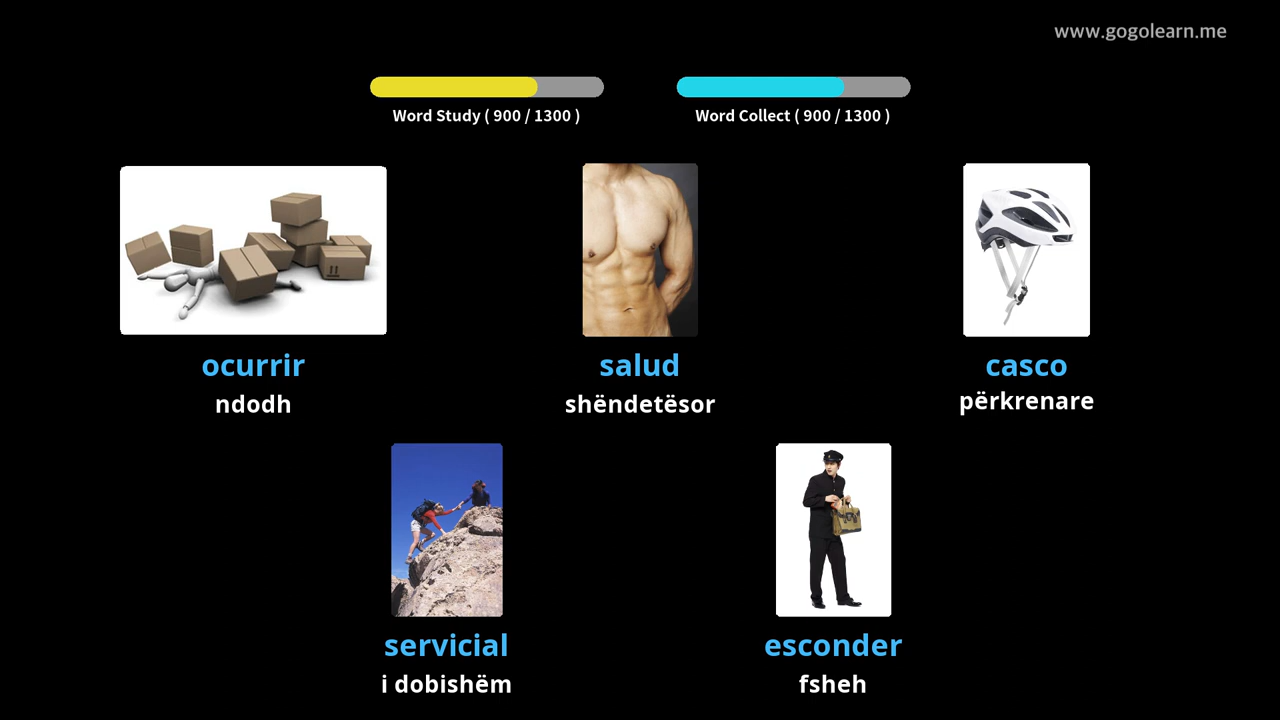 www.gogolearn.me
Word Study ( 900 / 1300 )
Word Collect ( 900 / 1300 )
ocurrir
ndodh
salud
shëndetësor
casco
përkrenare
servicial
i dobishëm
esconder
fsheh